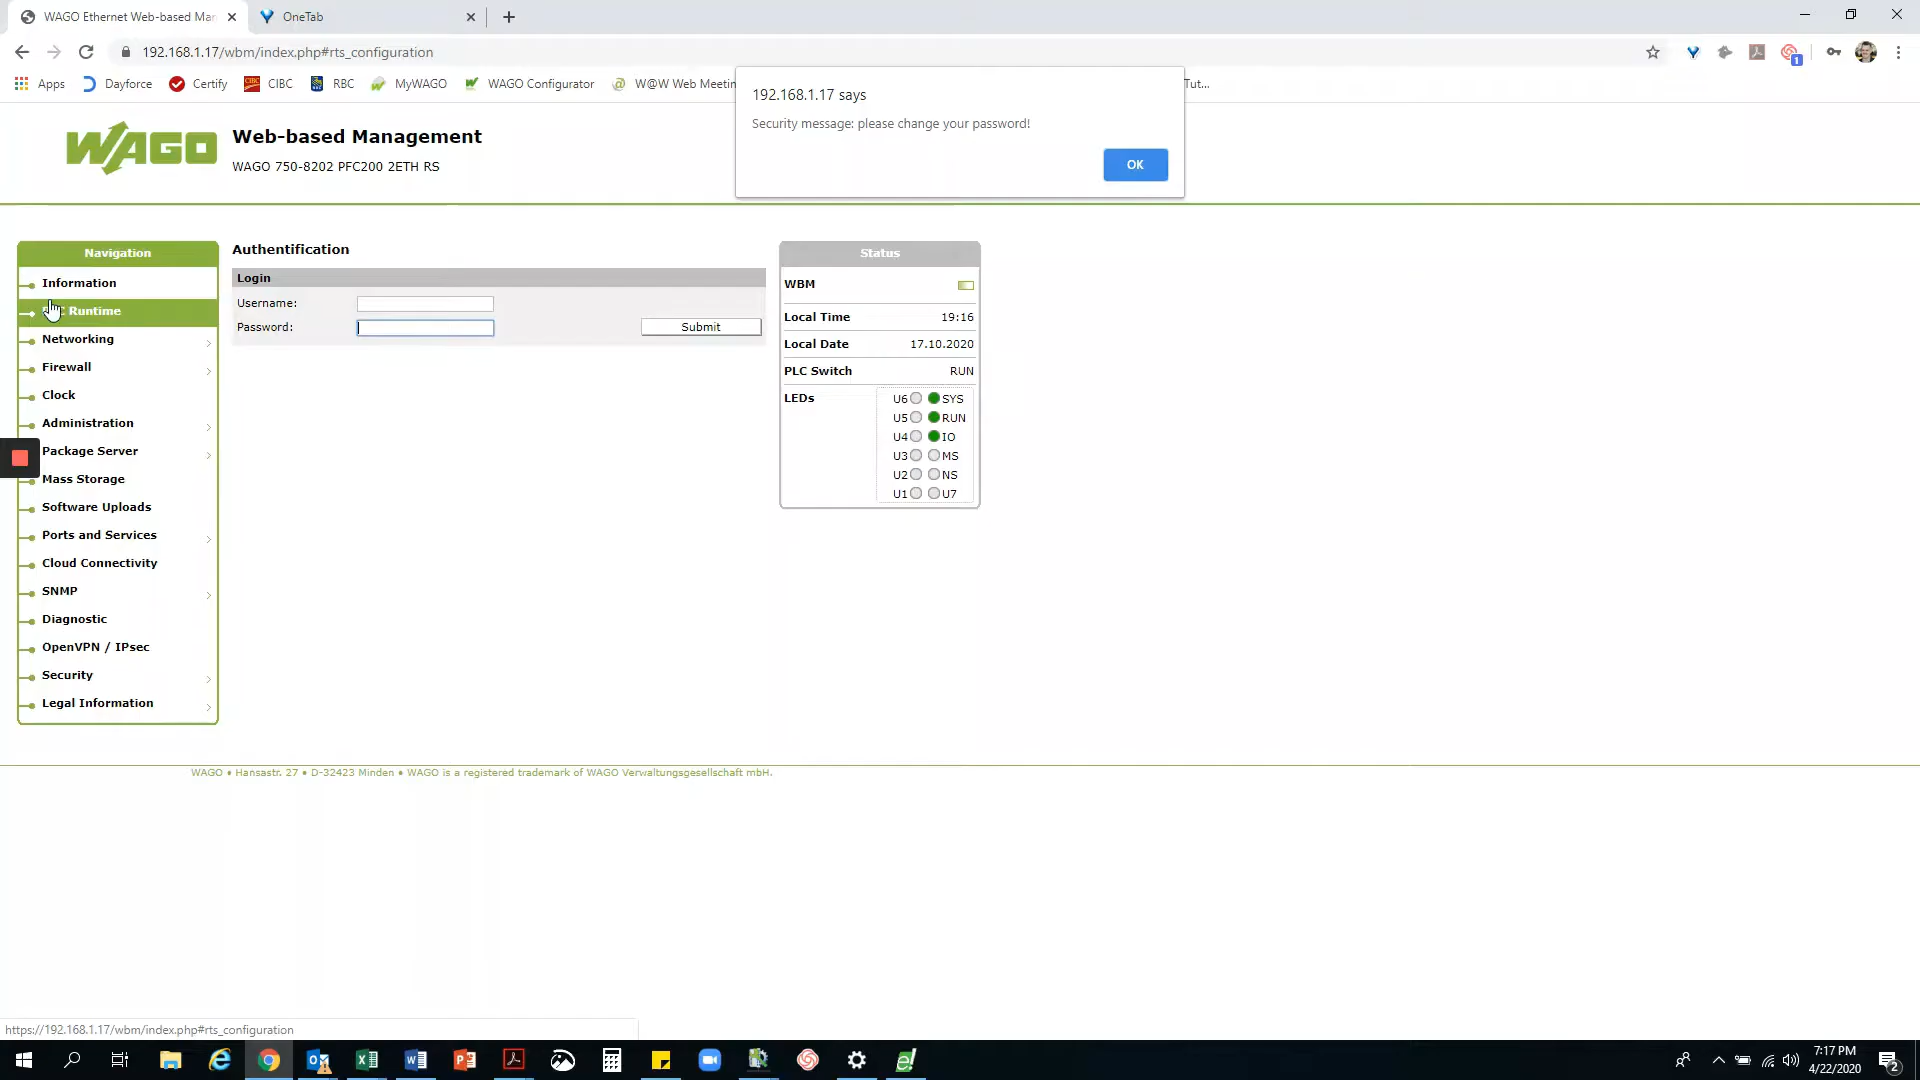 WAGO Ethernet Web-based Mar
OneTab
192.168.1.17/wbm/index.php#rts_configuration
1
Apps
Dayforce
Certify
CIBC
CIBC
RBC
RBC
MyWAGO
WAGO Configurator
W@W Web Meetin
Tut...
192.168.1.17 says
Security message: please change your password!
OK
WAGO
Web-based Management
WAGO 750-8202 PFC200 2ETH RS
Navigation
Information
C Runtime
Networking
Firewall
Clock
Administration
Package Server
Mass Storage
Software Uploads
Ports and Services
Cloud Connectivity
SNMP
Diagnostic
OpenVPN / IPsec
Security
Legal Information
Authentification
Login
Username:
Password:
Submit
Status
WBM
Local Time 19:16
Local Date 17.10.2020
PLC Switch RUN
LEDs
U6 SYS
U5 RUN
U4 IO
U3 MS
U2 NS
U1 U7
WAGO • Hansastr. 27 • D-32423 Minden • WAGO is a registered trademark of WAGO Verwaltungsgesellschaft mbH.
https://192.168.1.17/wbm/index.php#rts_configuration
7:17 PM
4/22/2020
2